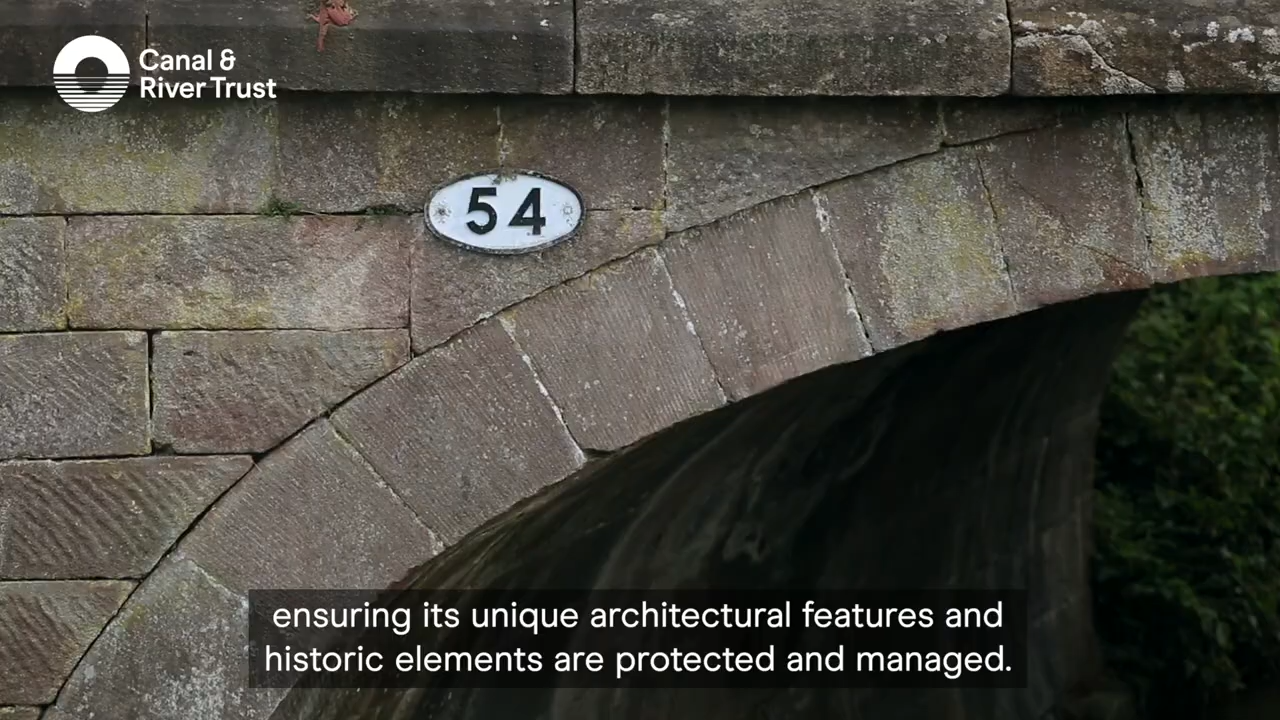 Canal &
River Trust
54
ensuring its unique architectural features and
historic elements are protected and managed.